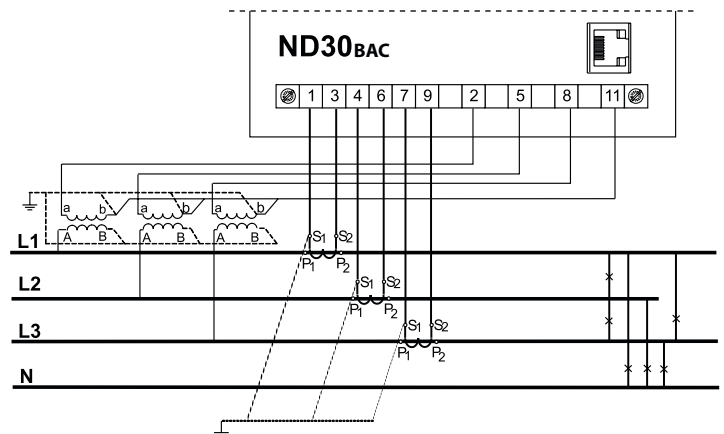 ND30BAC
1 3 4 6 7 9 2 5 8 11
a b a b a b
A B A B A B
S1 S2
L1
P1 P2
S1 S2
L2
P1 P2
S1 S2
L3
P1 P2
N